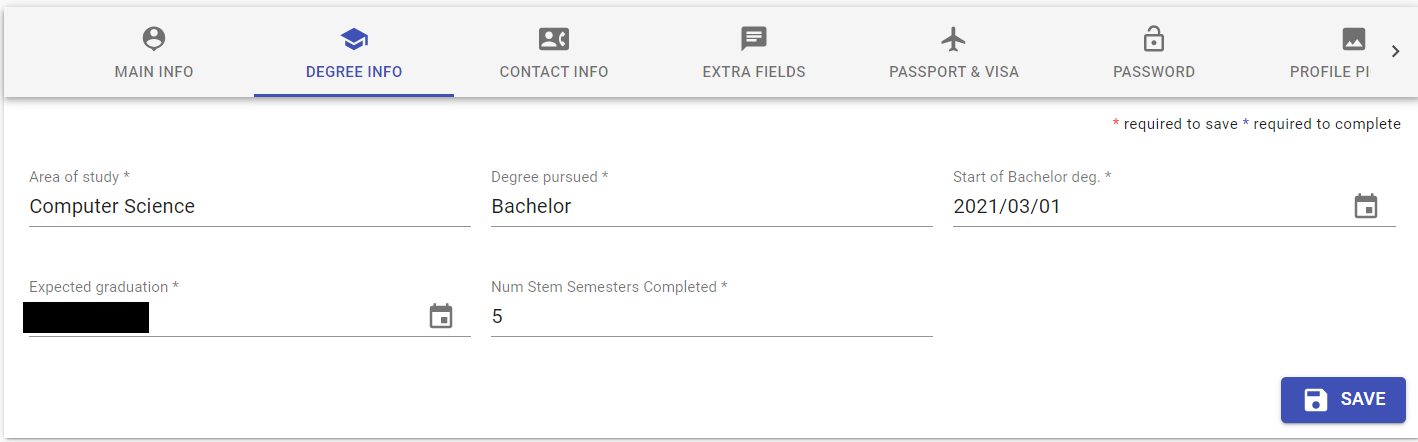 MAIN INFO DEGREE INFO CONTACT INFO EXTRA FIELDS PASSPORT & VISA PASSWORD PROFILE PI
* required to save * required to complete
Area of study * Degree pursued * Start of Bachelor deg. *
Computer Science Bachelor 2021/03/01
Expected graduation * Num Stem Semesters Completed *
5
SAVE